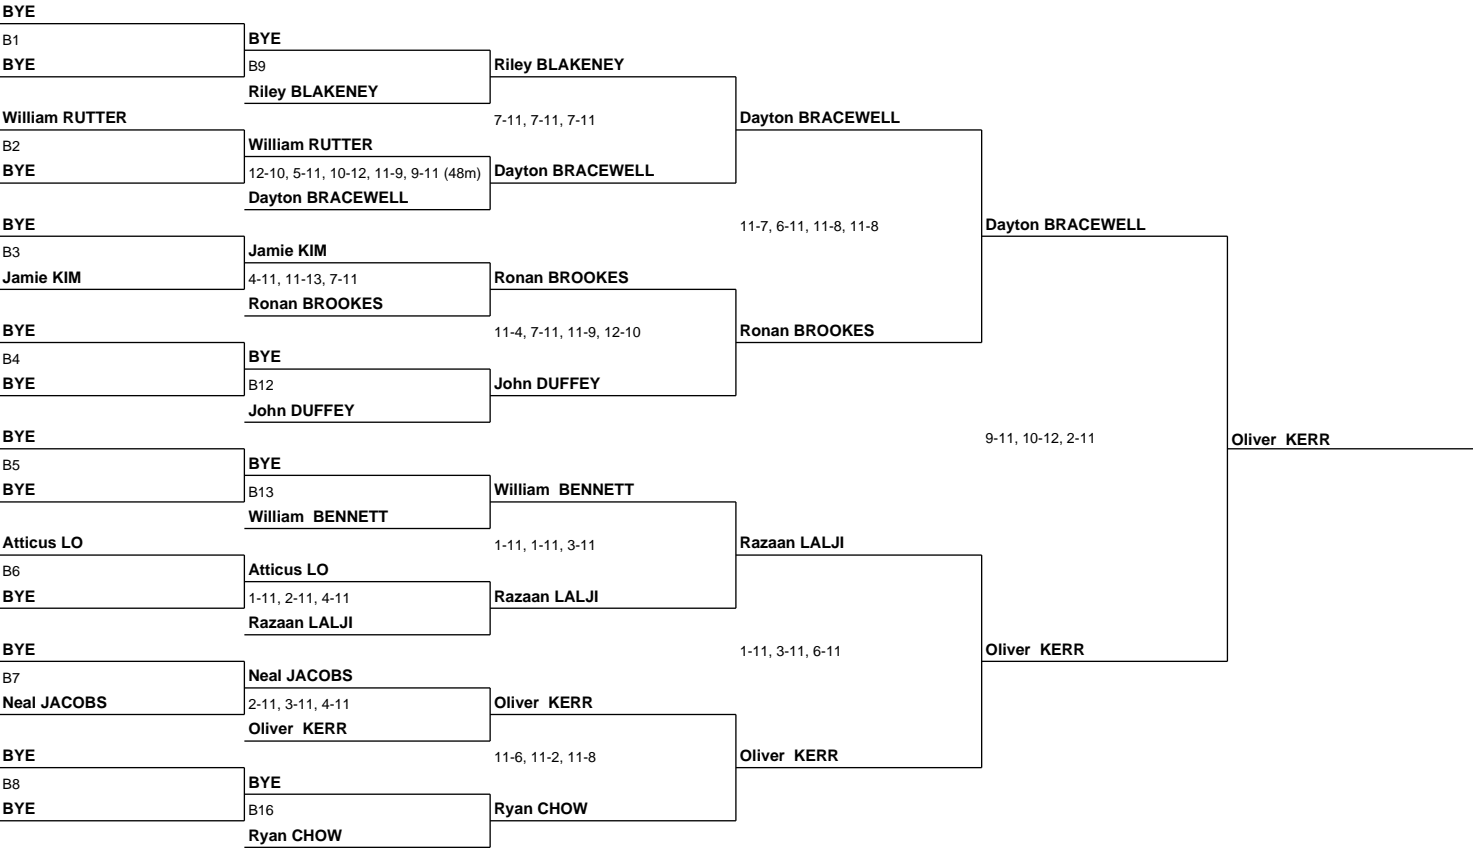 BYE
B1
BYE
William RUTTER
B2
BYE
BYE
B3
Jamie KIM
BYE
B4
BYE
BYE
B5
BYE
Atticus LO
B6
BYE
BYE
B7
Neal JACOBS
BYE
B8
BYE
BYE
B9
Riley BLAKENEY
William RUTTER
12-10, 5-11, 10-12, 11-9, 9-11 (48m)
Dayton BRACEWELL
Jamie KIM
4-11, 11-13, 7-11
Ronan BROOKES
BYE
B12
John DUFFEY
BYE
B13
William BENNETT
Atticus LO
1-11, 2-11, 4-11
Razaan LALJI
Neal JACOBS
2-11, 3-11, 4-11
Oliver KERR
BYE
B16
Ryan CHOW
Riley BLAKENEY
7-11, 7-11, 7-11
Dayton BRACEWELL
Ronan BROOKES
11-4, 7-11, 11-9, 12-10
John DUFFEY
William BENNETT
1-11, 1-11, 3-11
Razaan LALJI
Oliver KERR
11-6, 11-2, 11-8
Ryan CHOW
Dayton BRACEWELL
11-7, 6-11, 11-8, 11-8
Ronan BROOKES
Razaan LALJI
1-11, 3-11, 6-11
Oliver KERR
Dayton BRACEWELL
9-11, 10-12, 2-11
Oliver KERR
Oliver KERR